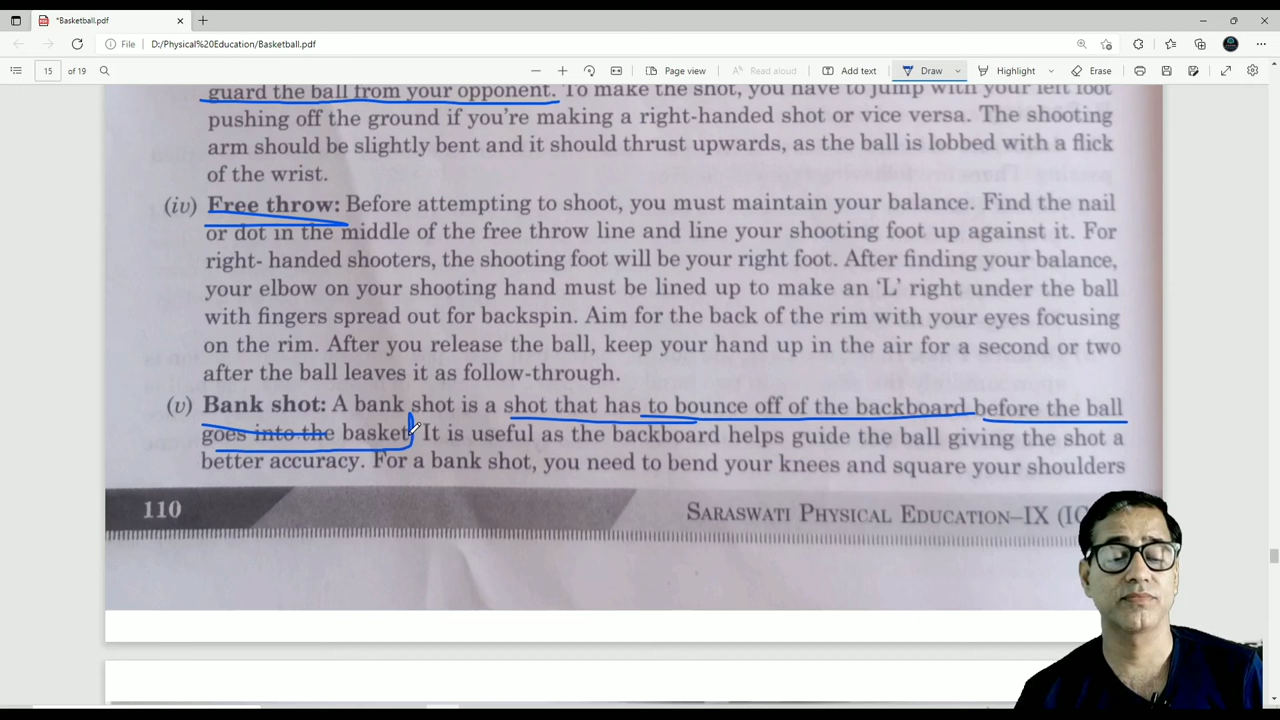 *Basketball.pdf
File D:/Physical%20Education/Basketball.pdf
15 of 19 Page view Read aloud Add text Draw Highlight Erase
guard the ball from your opponent. To make the shot, you have to jump with your left foot
pushing off the ground if you're making a right-handed shot or vice versa. The shooting
arm should be slightly bent and it should thrust upwards, as the ball is lobbed with a flick
of the wrist.
(iv) Free throw: Before attempting to shoot, you must maintain your balance. Find the nail
or dot in the middle of the free throw line and line your shooting foot up against it. For
right- handed shooters, the shooting foot will be your right foot. After finding your balance,
your elbow on your shooting hand must be lined up to make an 'L' right under the ball
with fingers spread out for backspin. Aim for the back of the rim with your eyes focusing
on the rim. After you release the ball, keep your hand up in the air for a second or two
after the ball leaves it as follow-through.
(v) Bank shot: A bank shot is a shot that has to bounce off of the backboard before the ball
goes into the basket. It is useful as the backboard helps guide the ball giving the shot a
better accuracy. For a bank shot, you need to bend your knees and square your shoulders
110 SARASWATI PHYSICAL EDUCATION–IX (IC